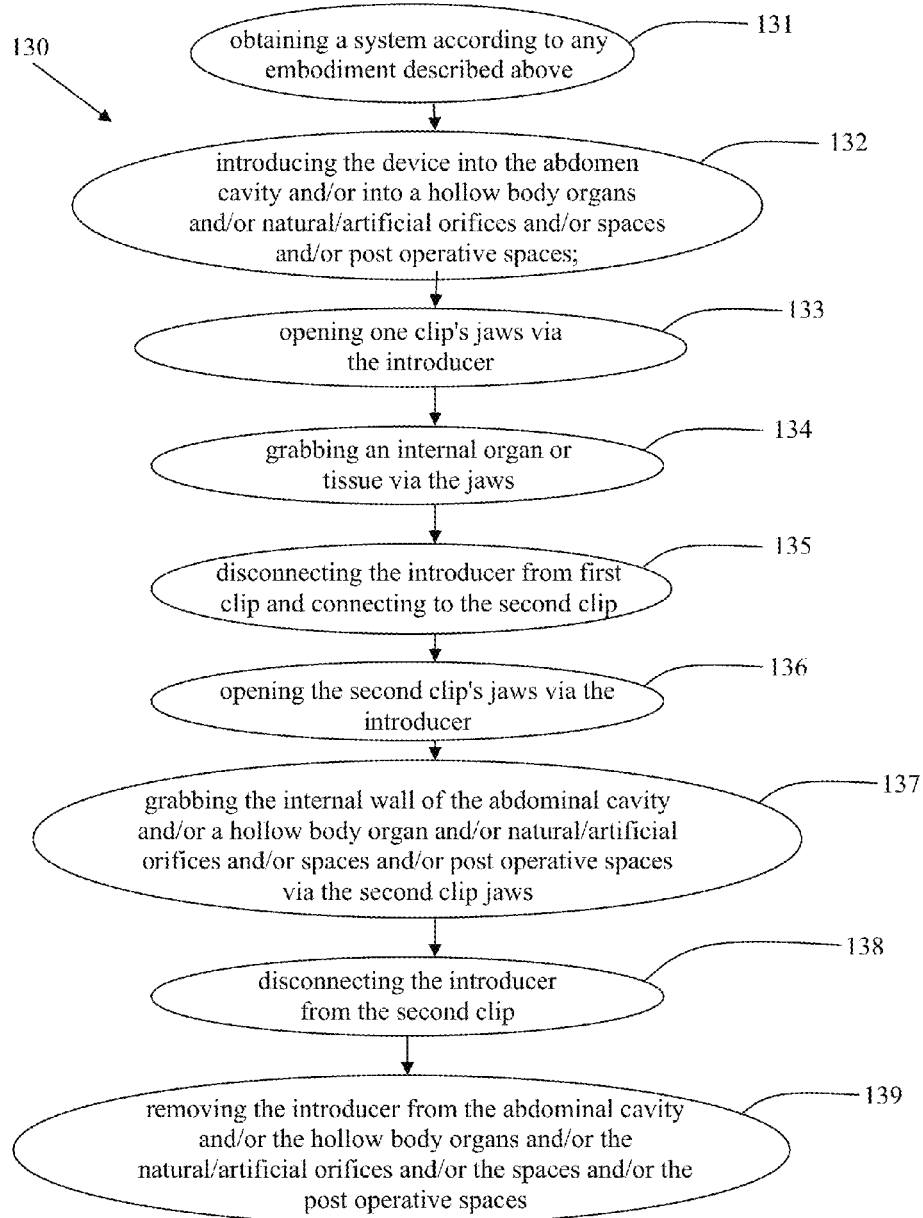 130
131
obtaining a system according to any
embodiment described above
132
introducing the device into the abdomen
cavity and/or into a hollow body organs
and/or natural/artificial orifices and/or spaces
and/or post operative spaces;
133
opening one clip's jaws via
the introducer
134
grabbing an internal organ or
tissue via the jaws
135
disconnecting the introducer from first
clip and connecting to the second clip
136
opening the second clip's jaws via the
introducer
137
grabbing the internal wall of the abdominal cavity
and/or a hollow body organ and/or natural/artificial
orifices and/or spaces and/or post operative spaces
via the second clip jaws
138
disconnecting the introducer
from the second clip
139
removing the introducer from the abdominal cavity
and/or the hollow body organs and/or the
natural/artificial orifices and/or the spaces and/or the
post operative spaces